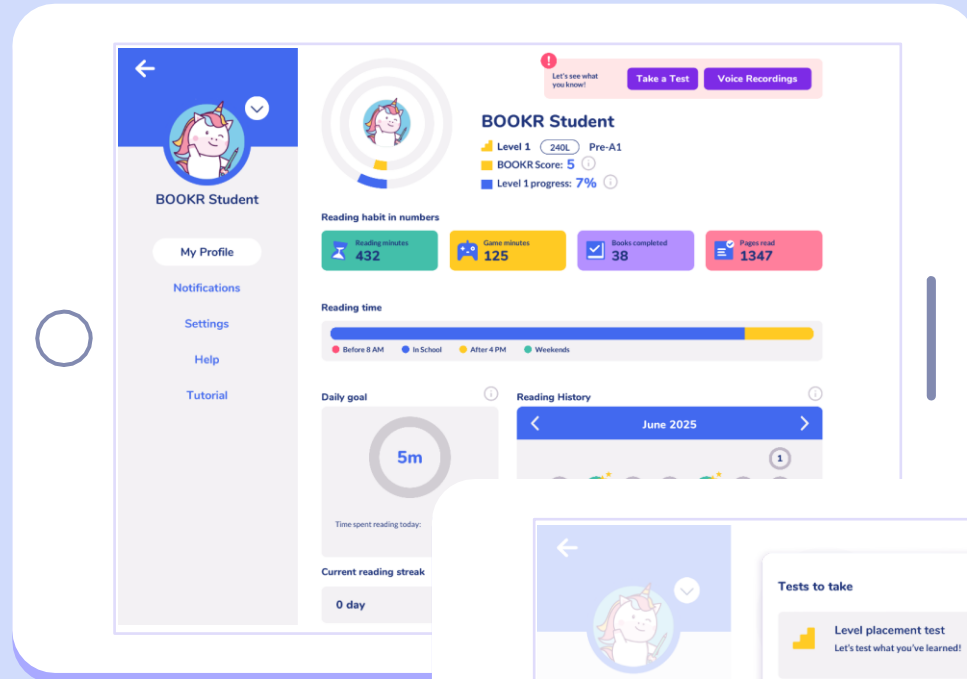 !
Let's see what
you know!
Take a Test
Voice Recordings
BOOKR Student
Level 1 240L Pre-A1
BOOKR Score: 5 i
Level 1 progress: 7% i
BOOKR Student
My Profile
Notifications
Settings
Help
Tutorial
Reading habit in numbers
Reading minutes
432
Game minutes
125
Books completed
38
Pages read
1347
Reading time
Before 8 AM In School After 4 PM Weekends
Daily goal i
5m
Time spent reading today:
Current reading streak
0 day
Reading History i
June 2025
1
Tests to take
Level placement test
Let's test what you've learned!